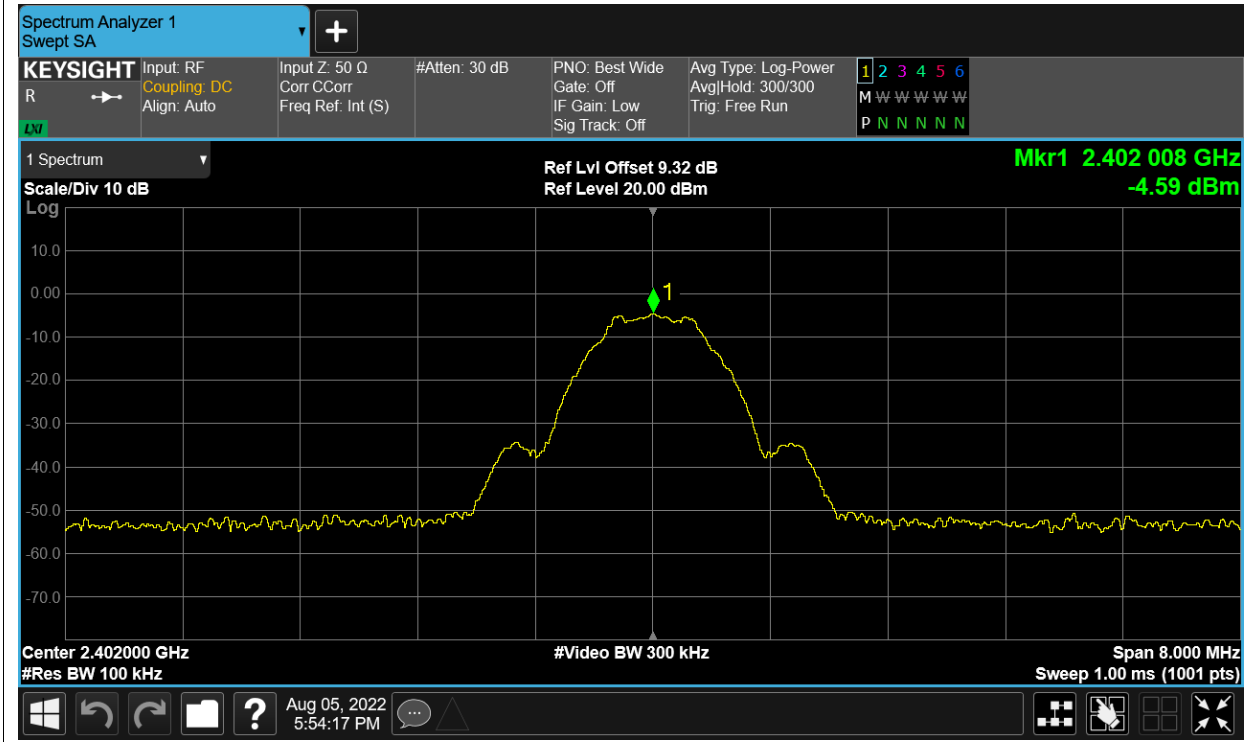 Spectrum Analyzer 1
Swept SA
KEYSIGHT
R
LXI
Input: RF
Coupling: DC
Align: Auto
Input Z: 50 Ω
Corr CCorr
Freq Ref: Int (S)
#Atten: 30 dB
PNO: Best Wide
Gate: Off
IF Gain: Low
Sig Track: Off
Avg Type: Log-Power
Avg|Hold: 300/300
Trig: Free Run
1 2 3 4 5 6
M W W W W W
P N N N N N
1 Spectrum
Scale/Div 10 dB
Log
Ref Lvl Offset 9.32 dB
Ref Level 20.00 dBm
Mkr1 2.402 008 GHz
-4.59 dBm
10.0
0.00
1
-10.0
-20.0
-30.0
-40.0
-50.0
-60.0
-70.0
Center 2.402000 GHz
#Video BW 300 kHz
Span 8.000 MHz
#Res BW 100 kHz
Sweep 1.00 ms (1001 pts)
?
Aug 05, 2022
5:54:17 PM